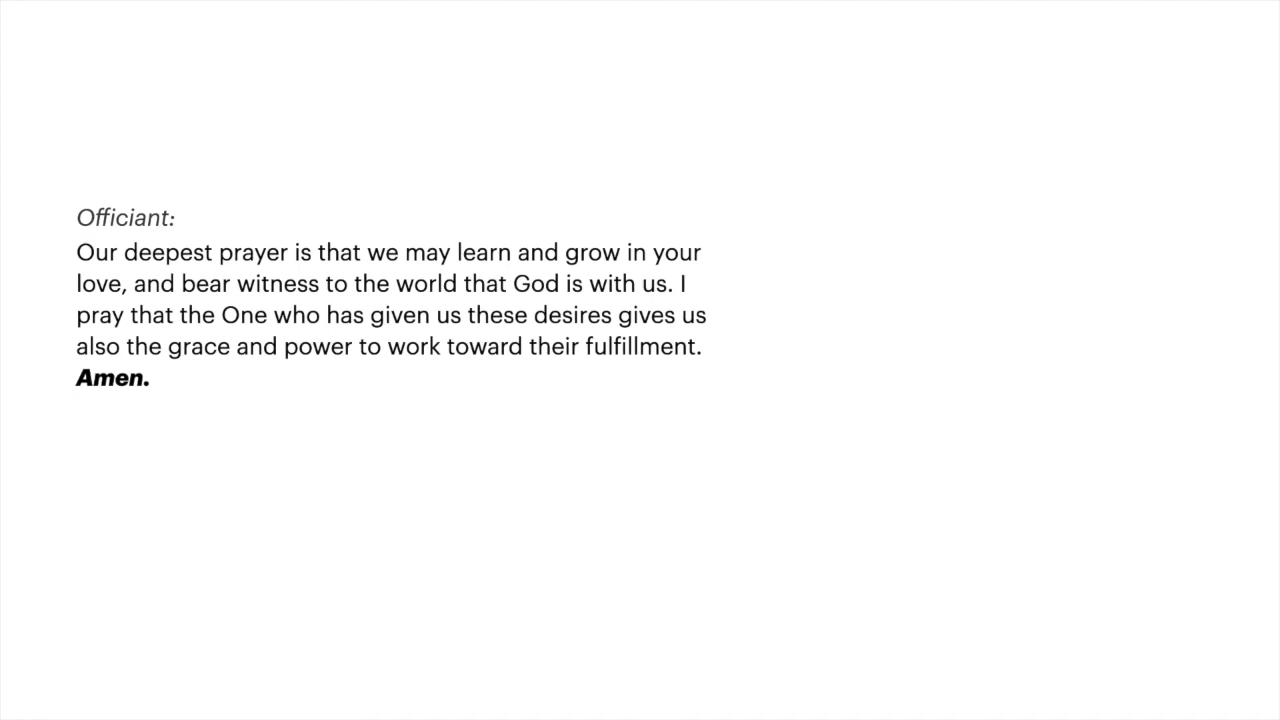 Officiant:
Our deepest prayer is that we may learn and grow in your
love, and bear witness to the world that God is with us. I
pray that the One who has given us these desires gives us
also the grace and power to work toward their fulfillment.
Amen.